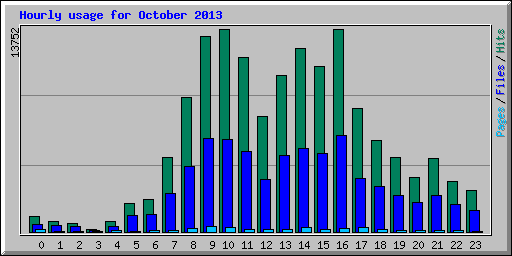 Hourly usage for October 2013
13752
Pages/Files/Hits
0 1 2 3 4 5 6 7 8 9 10 11 12 13 14 15 16 17 18 19 20 21 22 23